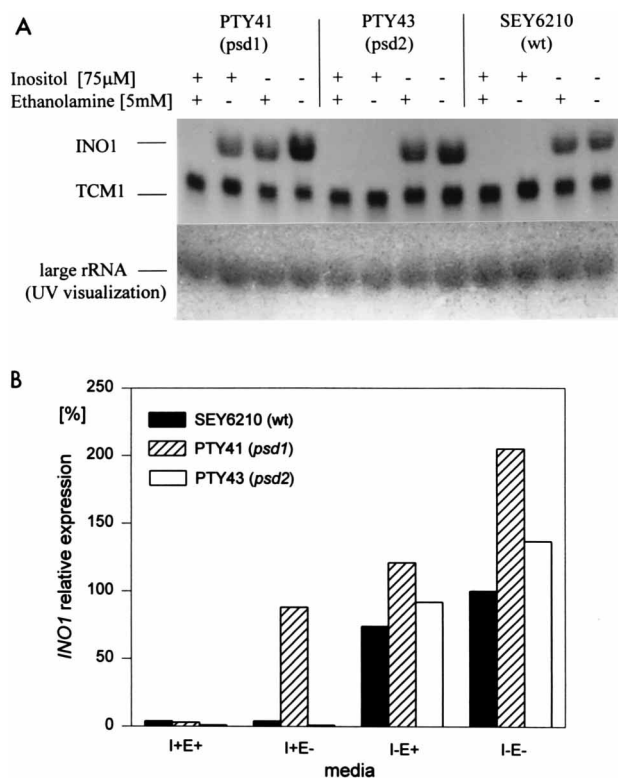 A
PTY41 (psd1)
PTY43 (psd2)
SEY6210 (wt)
Inositol [75μM] + + - - + + - - + + - -
Ethanolamine [5mM] + - + - + - + - + - + -
INO1
TCM1
large rRNA
(UV visualization)
B
[%]
INO1 relative expression
250
200
150
100
50
0
SEY6210 (wt)
PTY41 (psd1)
PTY43 (psd2)
I+E+ I+E- I-E+ I-E-
media